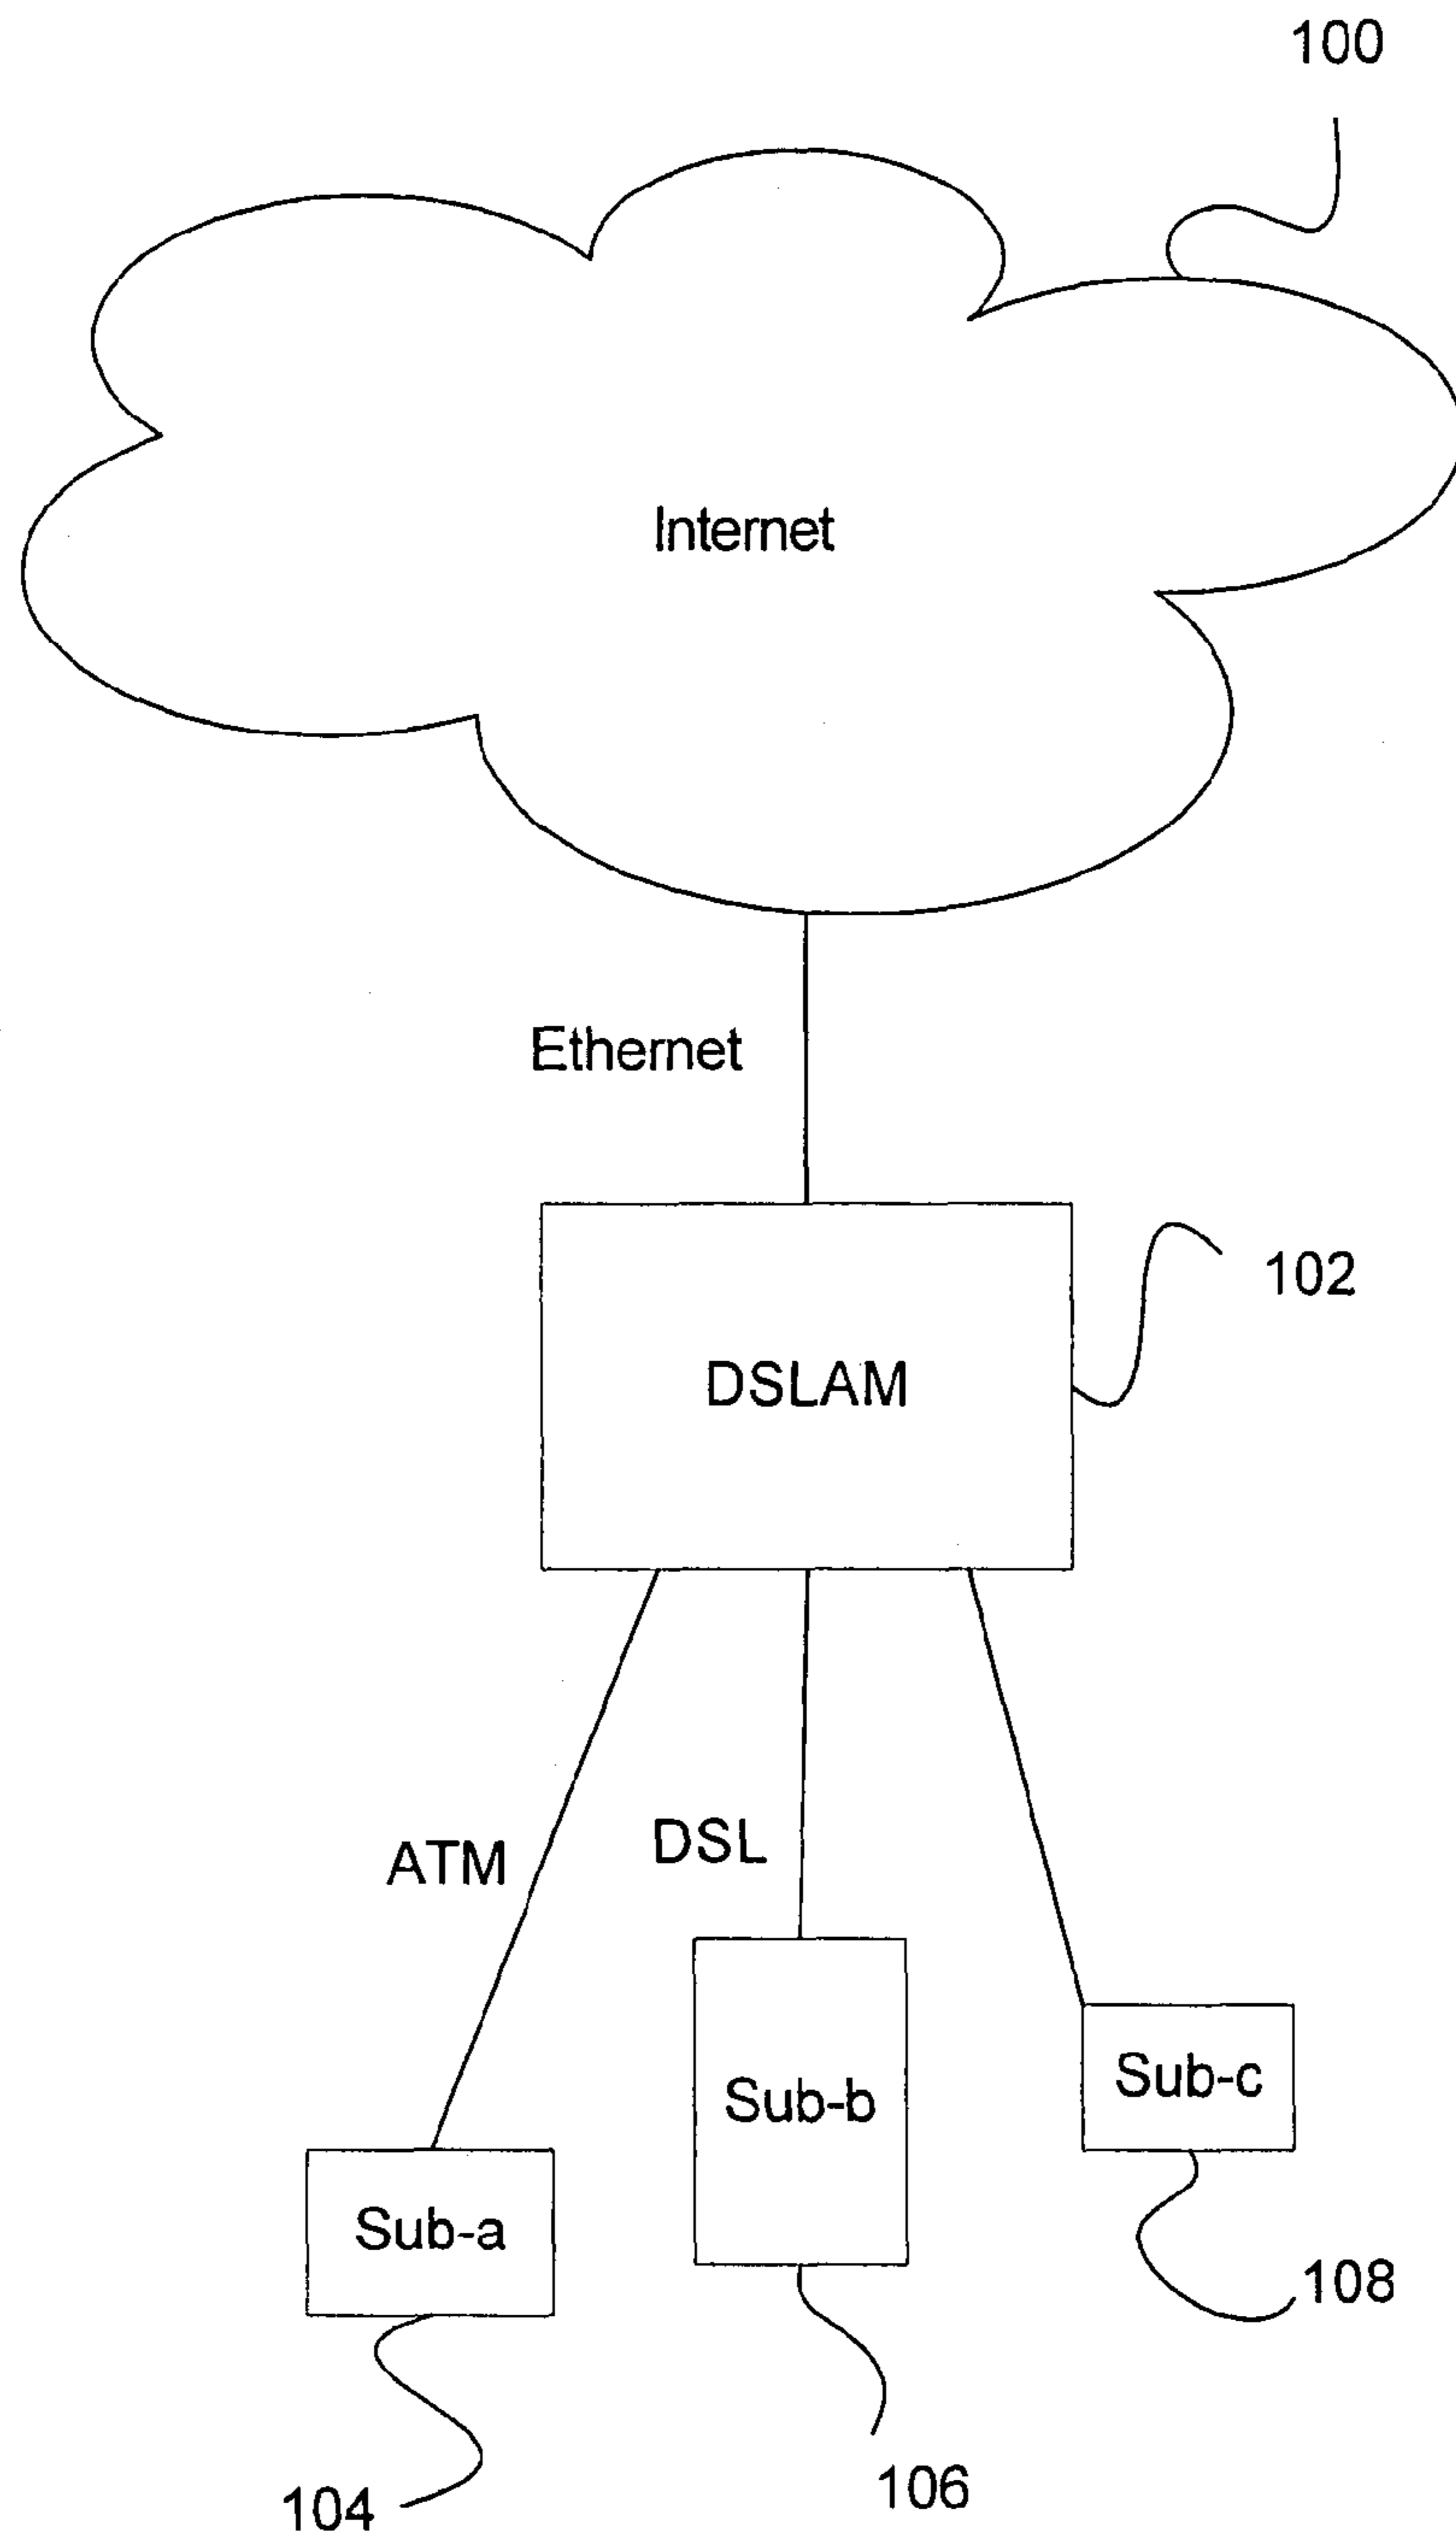 100
Internet
Ethernet
102
DSLAM
DSL
ATM
Sub-c
Sub-b
Sub-a
108
106
104